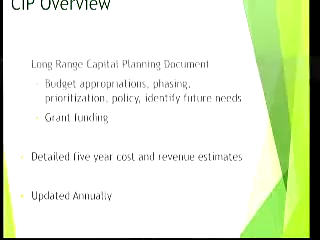 CIP Overview
Long Range Capital Planning Document
Budget appropriations, phasing,
prioritization, policy, identify future needs
Grant funding
Detailed five year cost and revenue estimates
Updated Annually